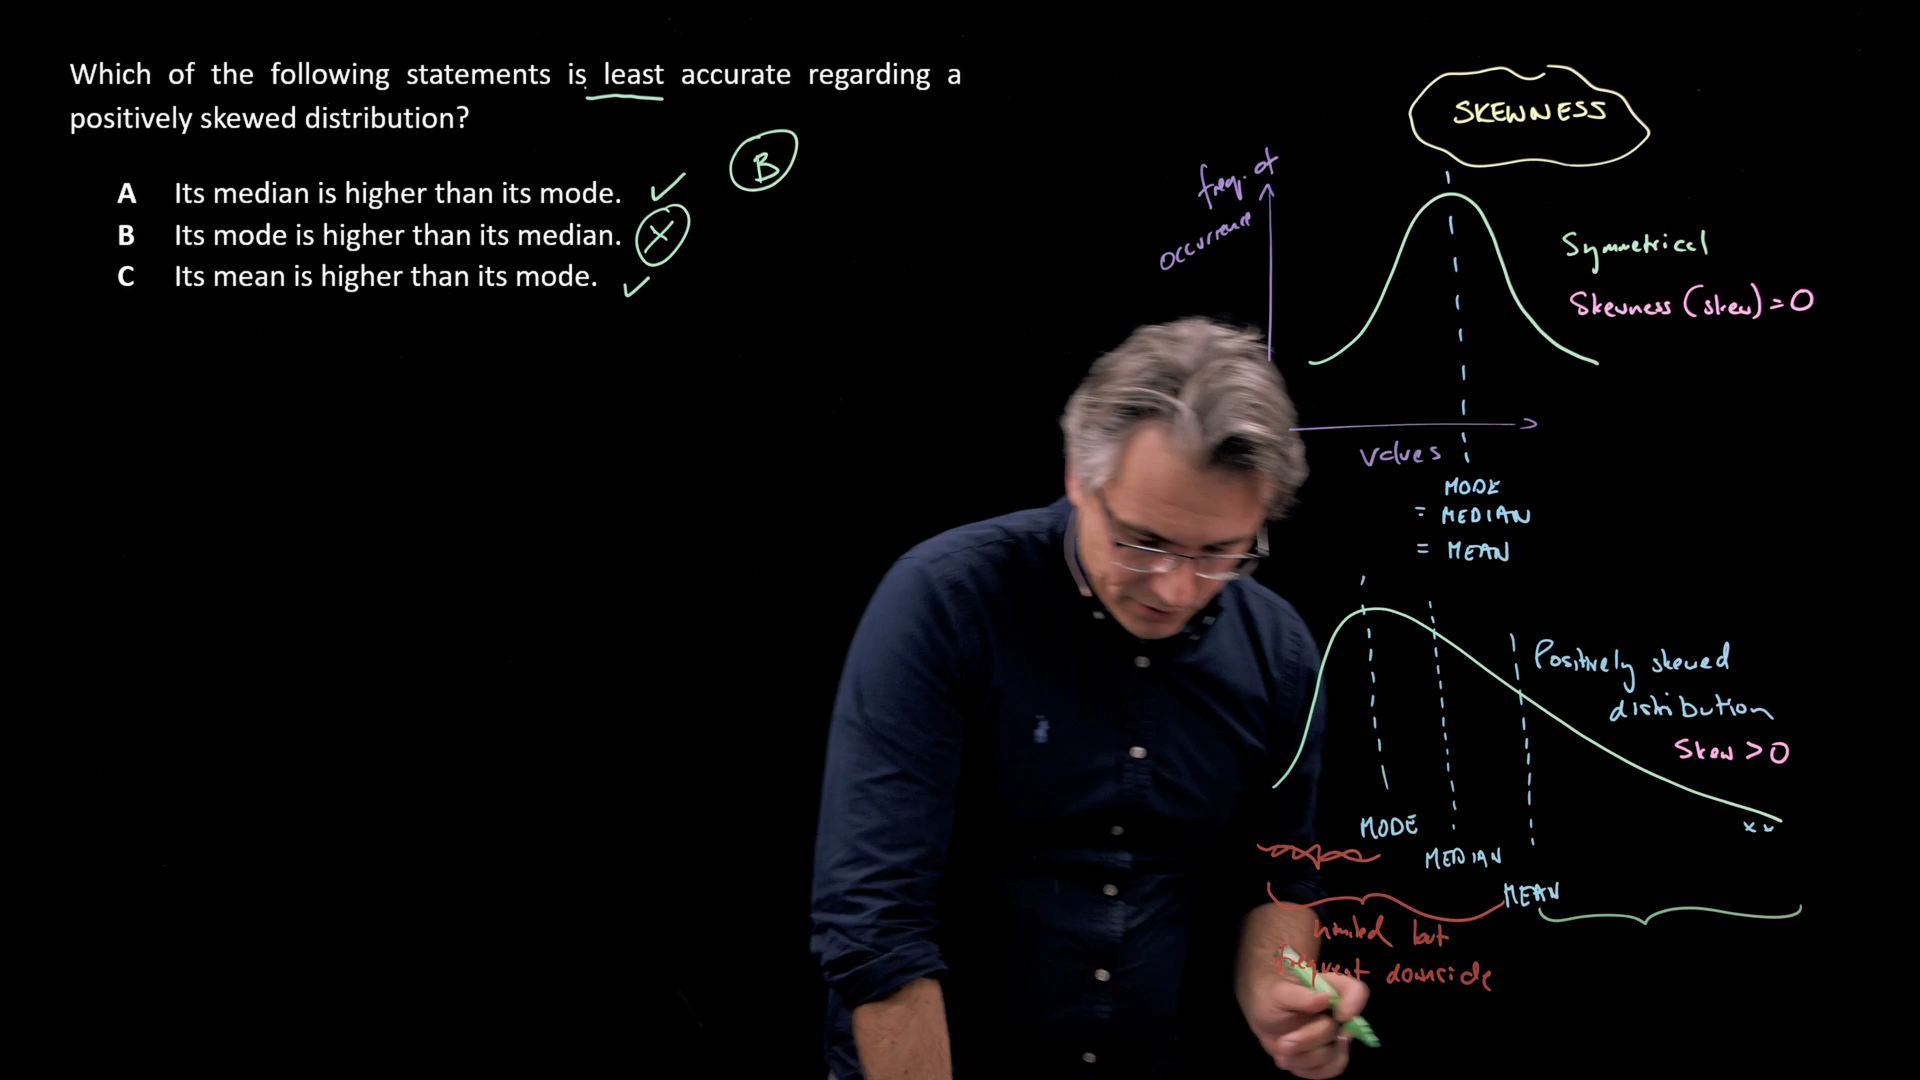 Which of the following statements is least accurate regarding a
positively skewed distribution?
A Its median is higher than its mode.
B Its mode is higher than its median.
C Its mean is higher than its mode.
B
SKEWNESS
freq. of
occurrence
Symmetrical
Skewness (skew) = 0
values
MODE
= MEDIAN
= MEAN
Positively skewed
distribution
Skew > 0
MODE
MEDIAN
MEAN
limited but
frequent downside